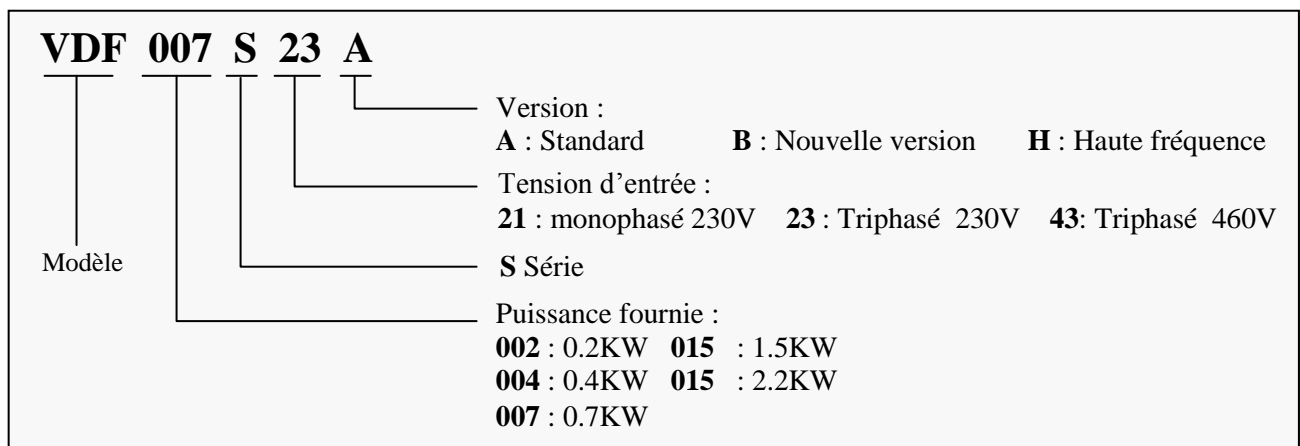 VDF 007 S 23 A
Version :
A : Standard B : Nouvelle version H : Haute fréquence
Tension d’entrée :
21 : monophasé 230V 23 : Triphasé 230V 43: Triphasé 460V
Modèle
S Série
Puissance fournie :
002 : 0.2KW 015 : 1.5KW
004 : 0.4KW 015 : 2.2KW
007 : 0.7KW